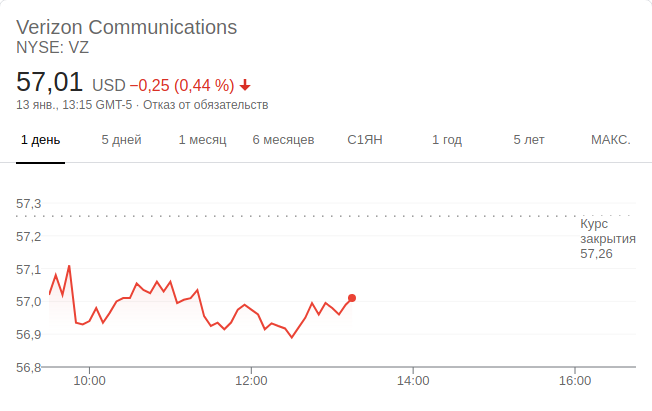 Verizon Communications
NYSE: VZ
57,01 USD −0,25 (0,44 %)
13 янв., 13:15 GMT-5 · Отказ от обязательств
1 день 5 дней 1 месяц 6 месяцев С1ЯН 1 год 5 лет МАКС.
57,3
Курс
закрытия
57,26
57,2
57,1
57,0
56,9
56,8
10:00 12:00 14:00 16:00